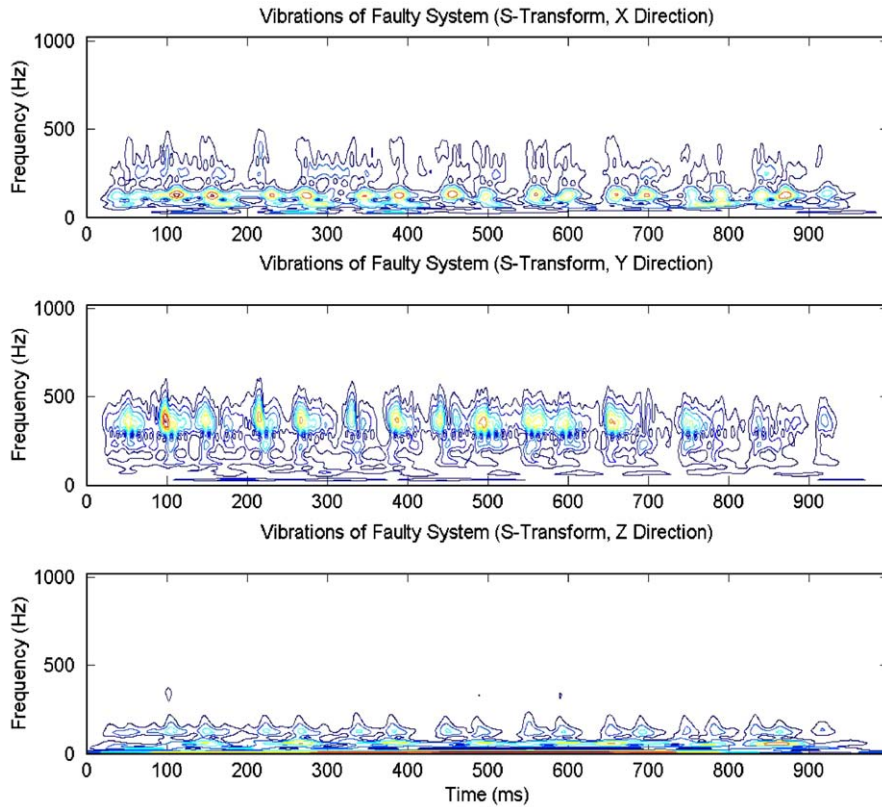 Vibrations of Faulty System (S-Transform, X Direction)
1000
500
0
Frequency (Hz)
0 100 200 300 400 500 600 700 800 900
Vibrations of Faulty System (S-Transform, Y Direction)
1000
500
0
Frequency (Hz)
0 100 200 300 400 500 600 700 800 900
Vibrations of Faulty System (S-Transform, Z Direction)
1000
500
0
Frequency (Hz)
0 100 200 300 400 500 600 700 800 900
Time (ms)